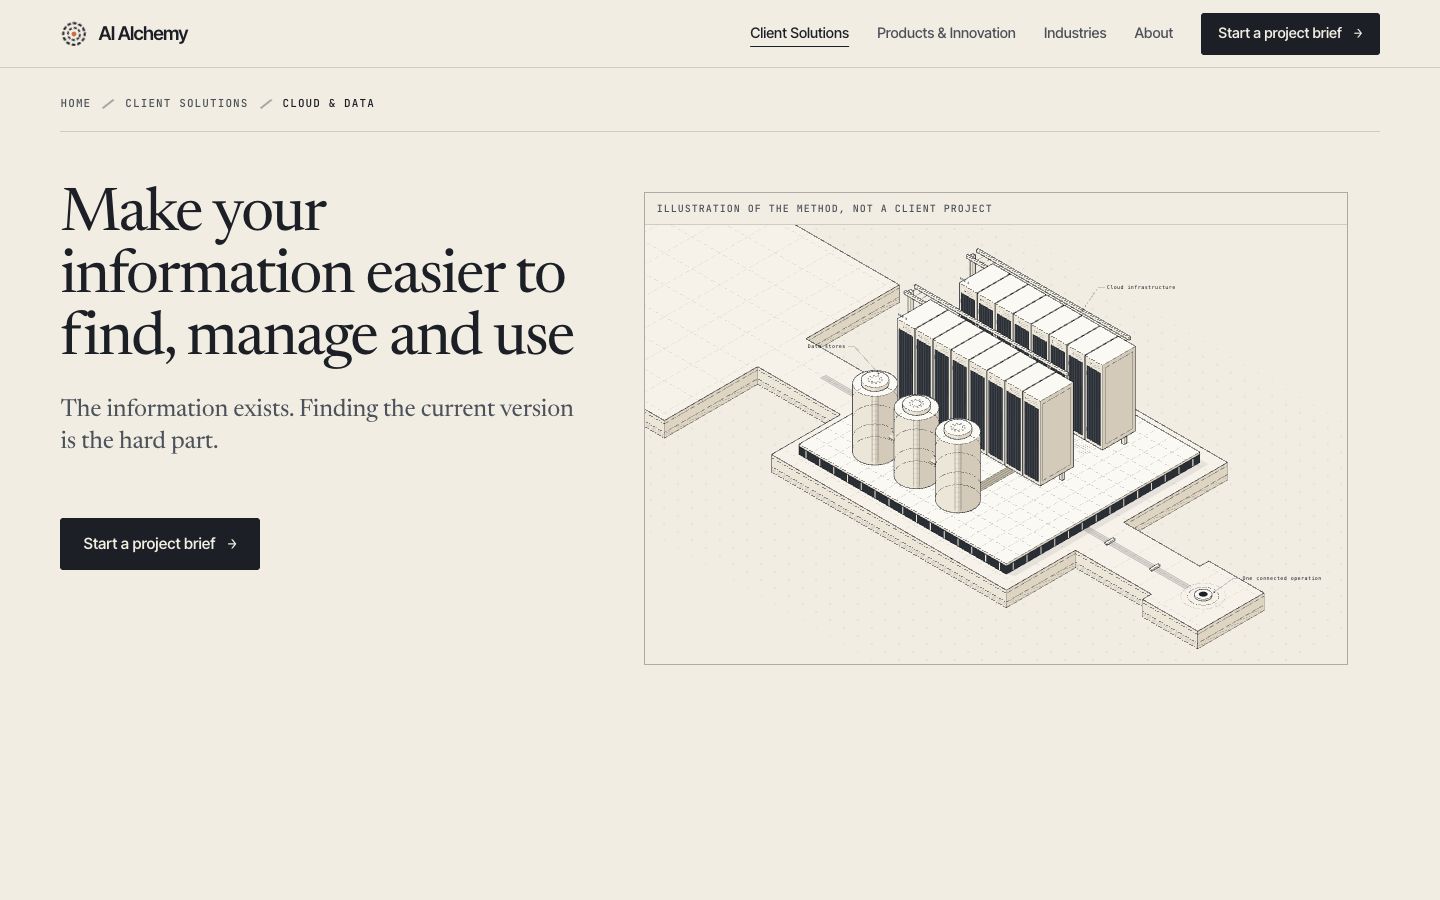 AI Alchemy
Client Solutions
Products & Innovation
Industries
About
Start a project brief →
HOME / CLIENT SOLUTIONS / CLOUD & DATA
Make your
information easier to
find, manage and use
The information exists. Finding the current version
is the hard part.
Start a project brief →
ILLUSTRATION OF THE METHOD, NOT A CLIENT PROJECT
Cloud infrastructure
Data stores
One connected operation